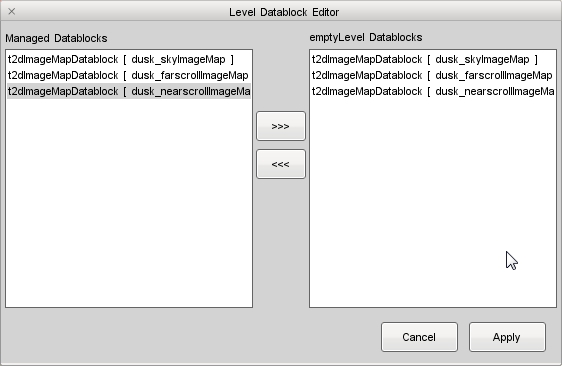 Level Datablock Editor
Managed Datablocks
t2dImageMapDatablock [ dusk_skyImageMap ]
t2dImageMapDatablock [ dusk_farscrollImageMap
t2dImageMapDatablock [ dusk_nearscrollImageMa
>>>
<<<
emptyLevel Datablocks
t2dImageMapDatablock [ dusk_skyImageMap ]
t2dImageMapDatablock [ dusk_farscrollImageMap
t2dImageMapDatablock [ dusk_nearscrollImageMa
Cancel
Apply